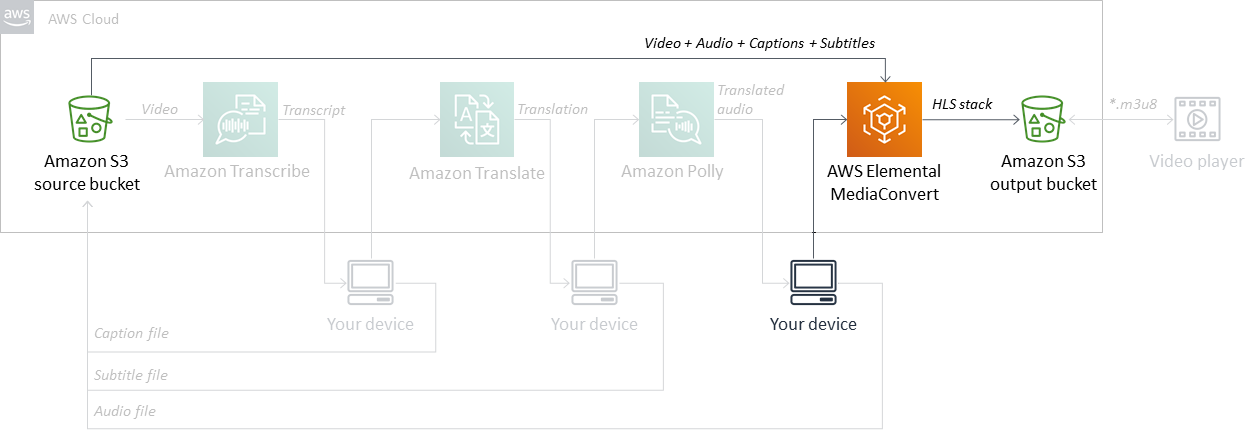 aws
AWS Cloud
Video + Audio + Captions + Subtitles
Video
Transcript
Translation
Translated
audio
HLS stack
*.m3u8
Amazon S3
source bucket
Amazon Transcribe
Amazon Translate
Amazon Polly
AWS Elemental
MediaConvert
Amazon S3
output bucket
Video player
Your device
Your device
Your device
Caption file
Subtitle file
Audio file